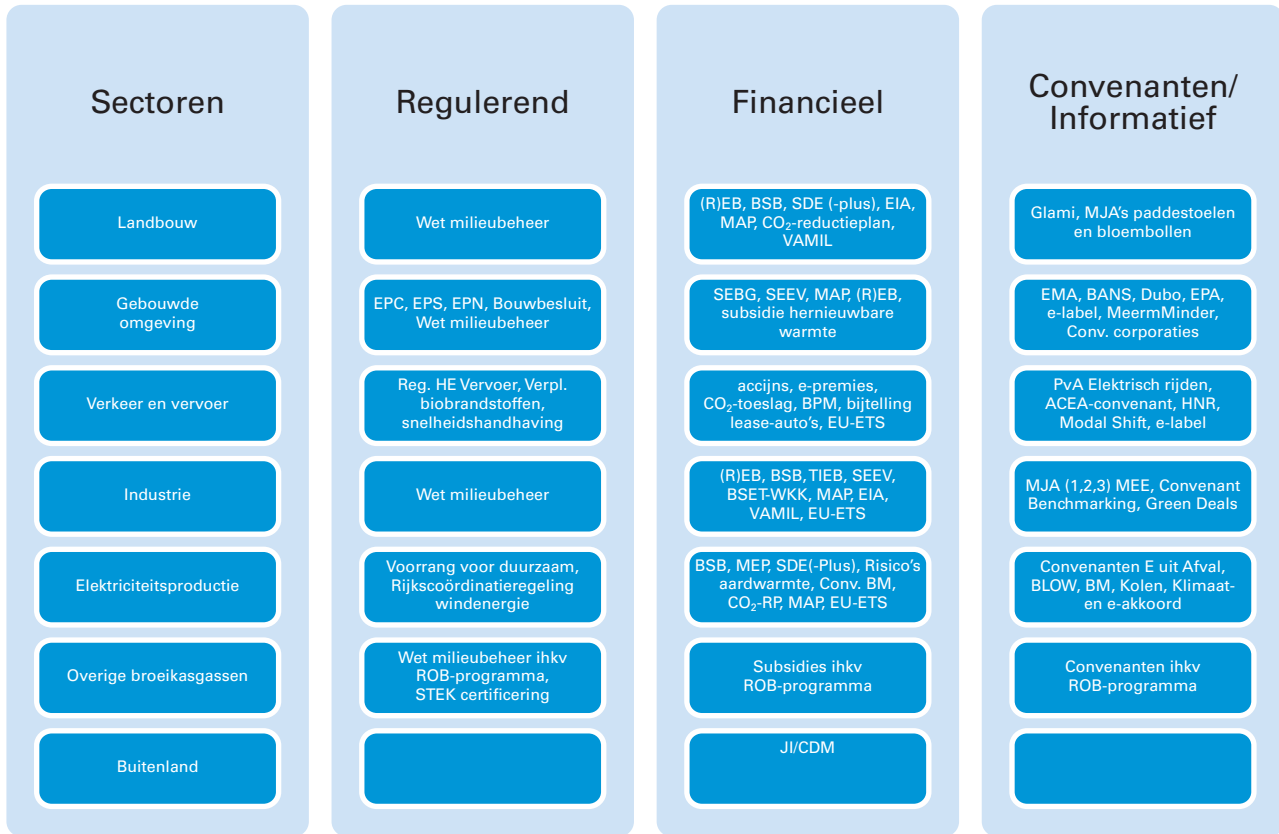 Sectoren
Regulerend
Financieel
Convenanten/
Informatief
Landbouw
Wet milieubeheer
(R)EB, BSB, SDE (-plus), EIA,
MAP, CO₂-reductieplan,
VAMIL
Glami, MJA's paddestoelen
en bloembollen
Gebouwde
omgeving
EPC, EPS, EPN, Bouwbesluit,
Wet milieubeheer
SEBG, SEEV, MAP, (R)EB,
subsidie hernieuwbare
warmte
EMA, BANS, Dubo, EPA,
e-label, MeermMinder,
Conv. corporaties
Verkeer en vervoer
Reg. HE Vervoer, Verpl.
biobrandstoffen,
snelheidshandhaving
accijns, e-premies,
CO₂-toeslag, BPM, bijtelling
lease-auto's, EU-ETS
PvA Elektrisch rijden,
ACEA-convenant, HNR,
Modal Shift, e-label
Industrie
Wet milieubeheer
(R)EB, BSB, TIEB, SEEV,
BSET-WKK, MAP, EIA,
VAMIL, EU-ETS
MJA (1,2,3) MEE, Convenant
Benchmarking, Green Deals
Elektriciteitsproductie
Voorrang voor duurzaam,
Rijkscoördinatieregeling
windenergie
BSB, MEP, SDE(-Plus), Risico's
aardwarmte, Conv. BM,
CO₂-RP, MAP, EU-ETS
Convenanten E uit Afval,
BLOW, BM, Kolen, Klimaat-
en e-akkoord
Overige broeikasgassen
Wet milieubeheer ihkv
ROB-programma,
STEK certificering
Subsidies ihkv
ROB-programma
Convenanten ihkv
ROB-programma
Buitenland
JI/CDM